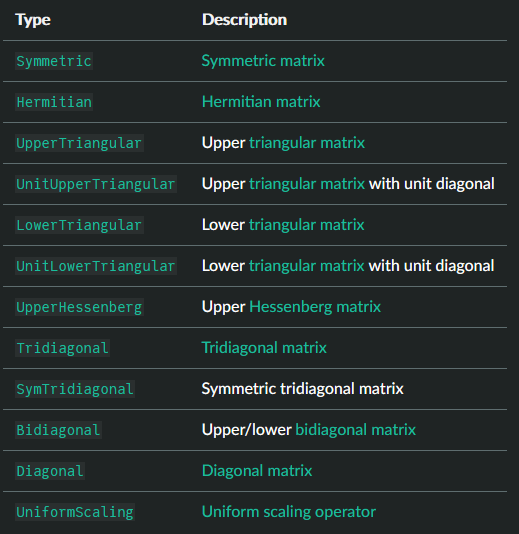 Type Description
Symmetric Symmetric matrix
Hermitian Hermitian matrix
UpperTriangular Upper triangular matrix
UnitUpperTriangular Upper triangular matrix with unit diagonal
LowerTriangular Lower triangular matrix
UnitLowerTriangular Lower triangular matrix with unit diagonal
UpperHessenberg Upper Hessenberg matrix
Tridiagonal Tridiagonal matrix
SymTridiagonal Symmetric tridiagonal matrix
Bidiagonal Upper/lower bidiagonal matrix
Diagonal Diagonal matrix
UniformScaling Uniform scaling operator